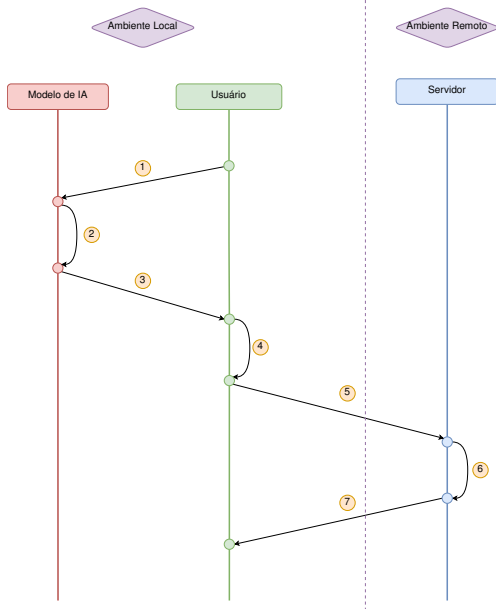 Ambiente Local
Ambiente Remoto
Modelo de IA
Usuário
Servidor
1
2
3
4
5
6
7